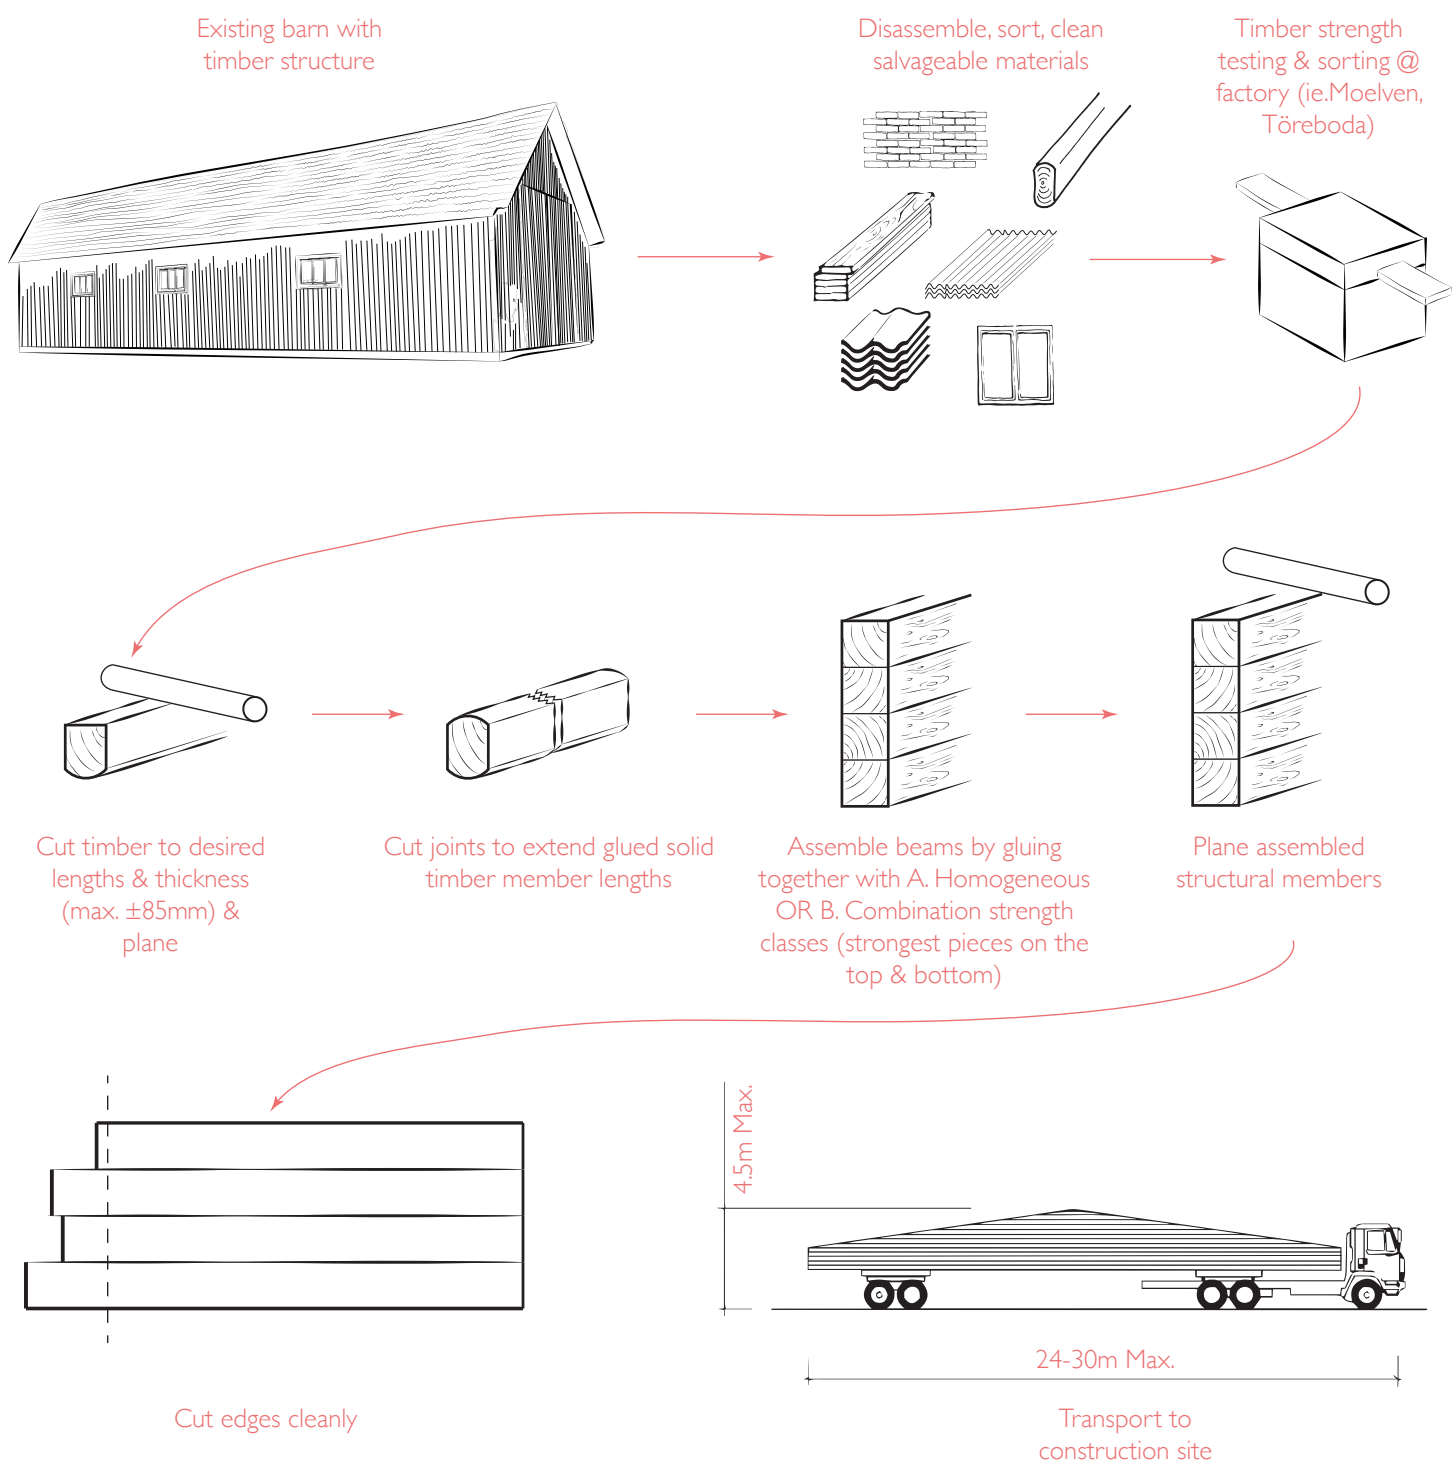 Existing barn with
timber structure
Disassemble, sort, clean
salvageable materials
Timber strength
testing & sorting @
factory (ie.Moelven,
Töreboda)
Cut timber to desired
lengths & thickness
(max. ±85mm) &
plane
Cut joints to extend glued solid
timber member lengths
Assemble beams by gluing
together with A. Homogeneous
OR B. Combination strength
classes (strongest pieces on the
top & bottom)
Plane assembled
structural members
Cut edges cleanly
4.5m Max.
24-30m Max.
Transport to
construction site